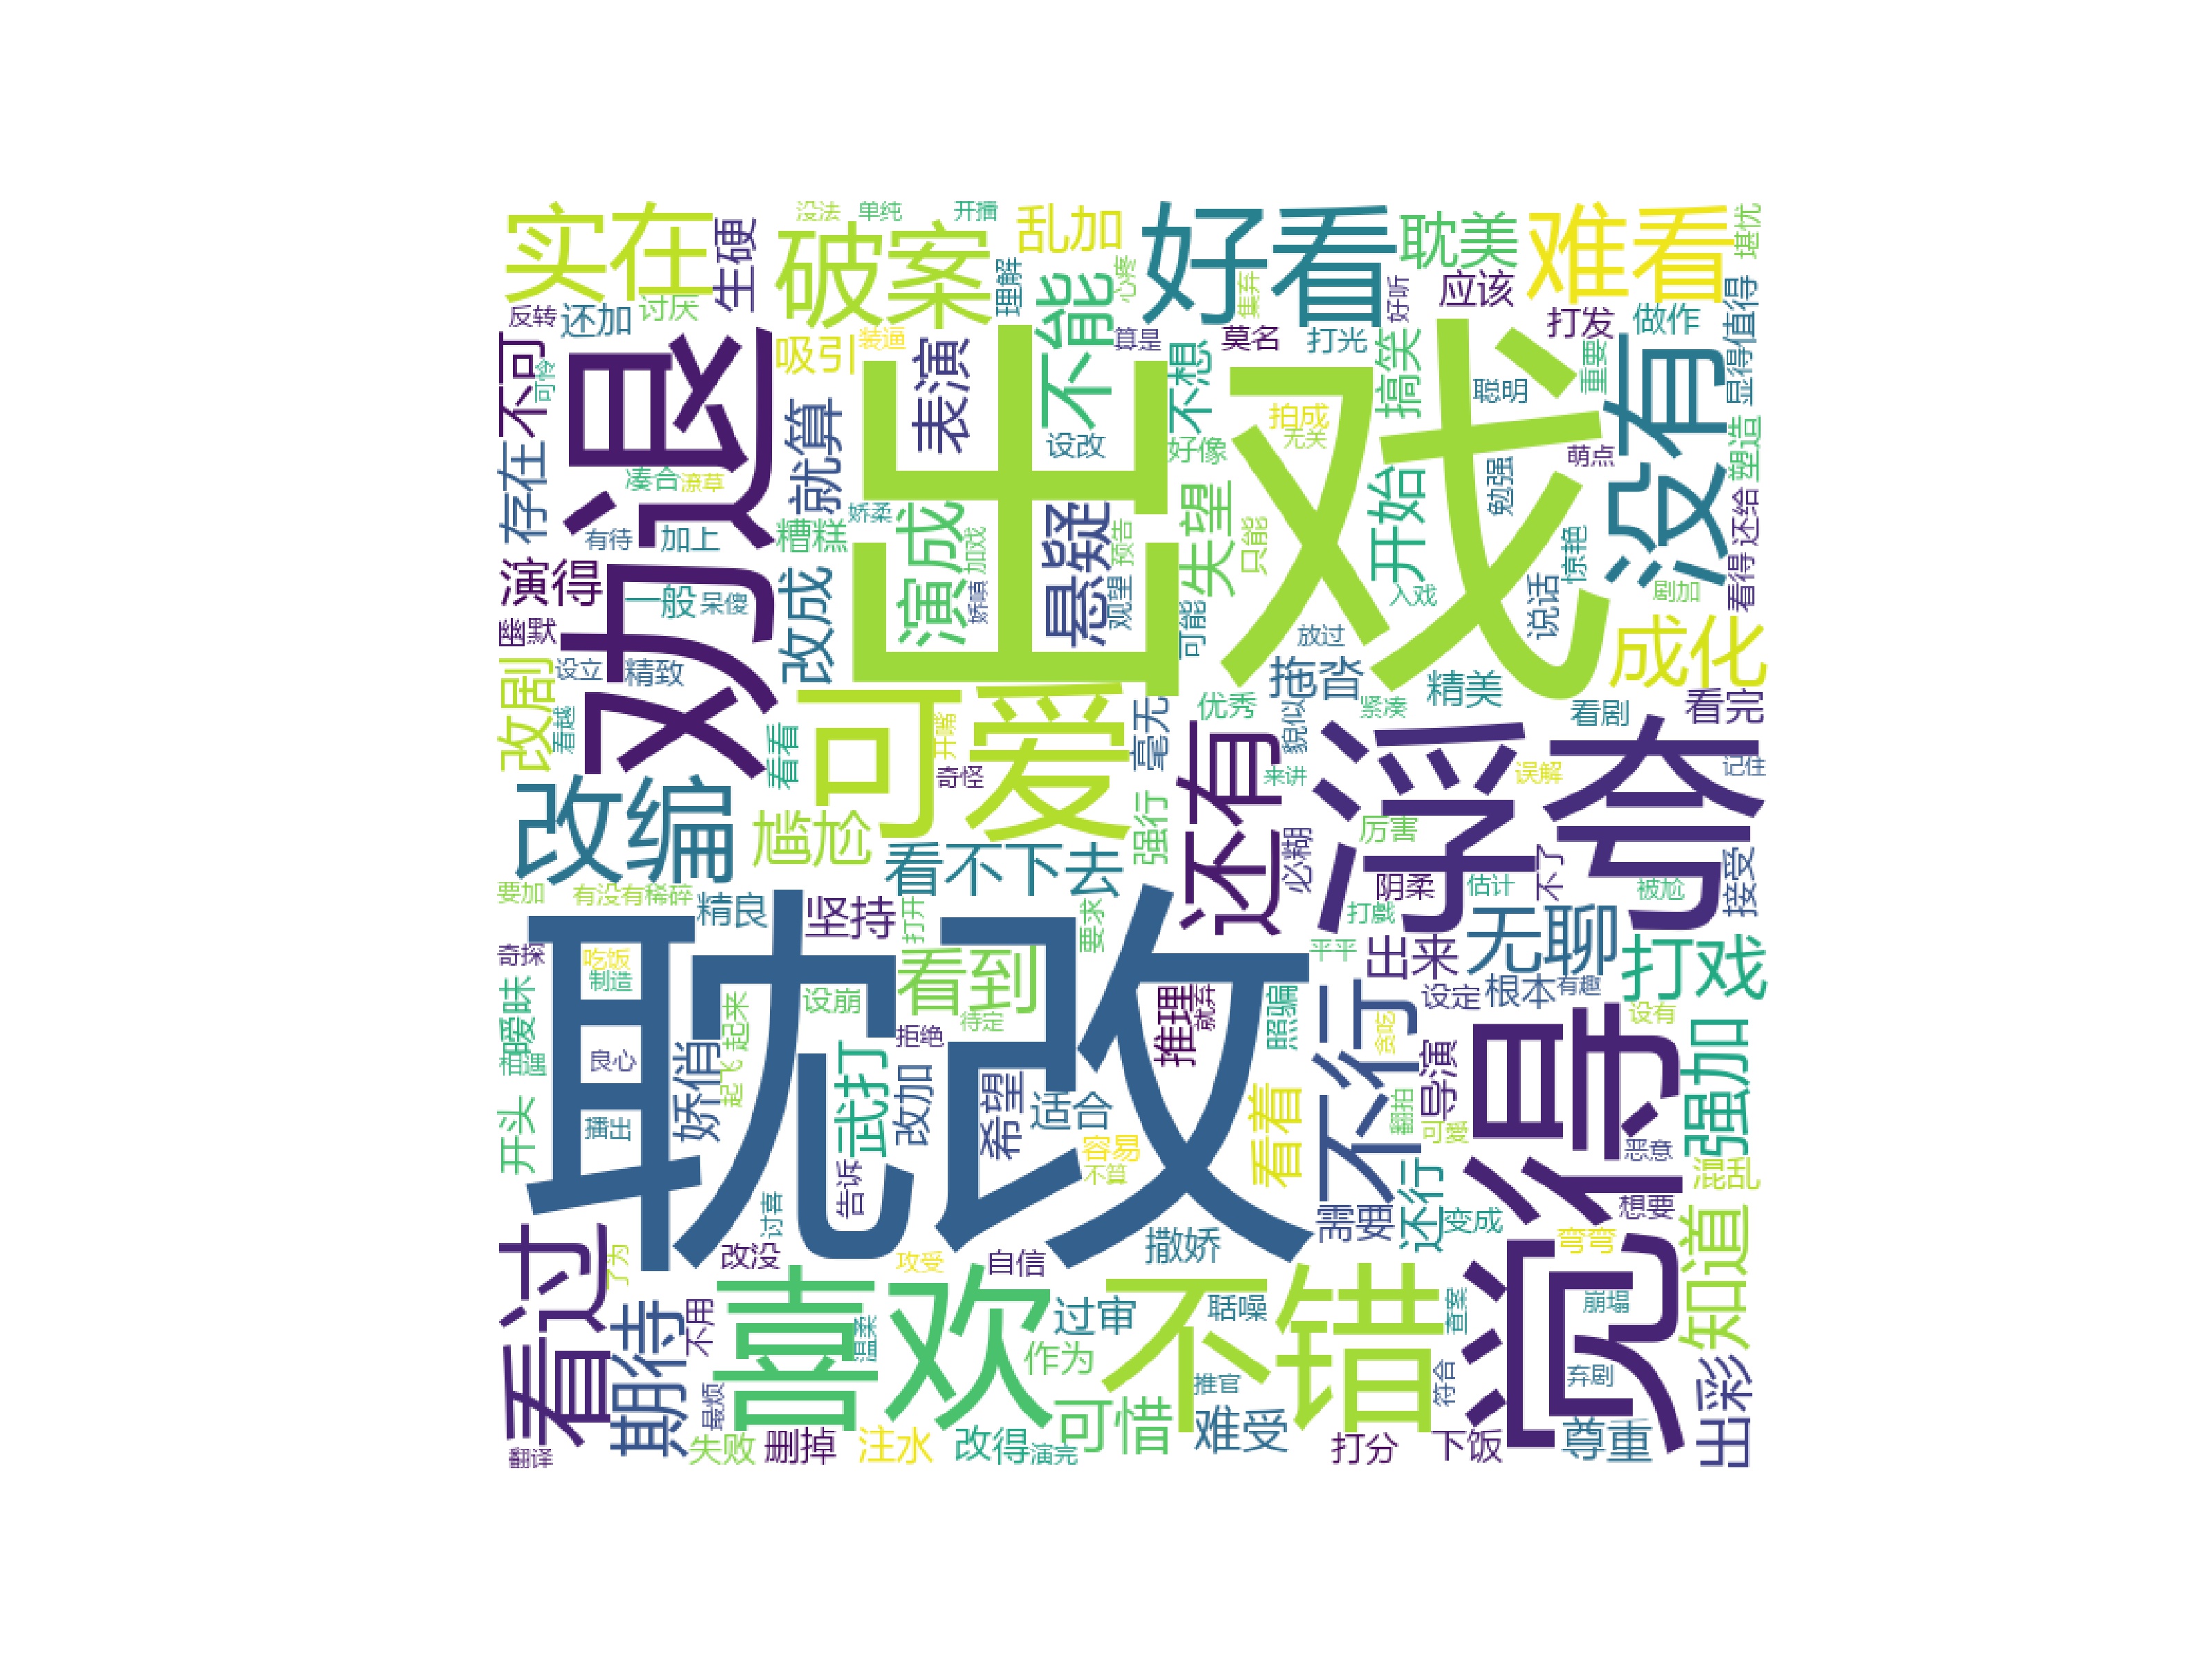 实在
没法
单纯
开播
乱加
好看
耽美
难看
堪忧
生硬
破案
理解
不能
心疼
集弃
好听
应该
值得
反转
还加
讨厌
打发
做作
不可
可怜
劝退
吸引
装逼
表演
算是
莫名
打光
搞笑
聪明
重要
没有
显得
不想
出戏
拍成
无关
就算
设改
好像
萌点
塑造
存在
凑合
潦草
勉强
开始
还给
有待
加上
糟糕
娇柔
演成
加戏
悬疑
预告
失望
只能
惊艳
看得
演得
一般
呆傻
改成
娇嗔
观望
入戏
剧加
幽默
可能
放过
说话
成化
改剧
设立
精致
拖沓
精美
看越
可爱
优秀
紧凑
看剧
看完
看看
开嘴
毫无
还有
貌似
浮夸
奇怪
来讲
误解
记住
改编
尴尬
强行
厉害
看不下去
必糊
不了
接受
要加
有没有
稀碎
精良
坚持
打开
要求
阴柔
估计
被尬
打戲
无聊
奇探
吃饭
耽改
看到
平平
出来
打戏
制造
设崩
待定
推理
就弃
照骗
不行
设定
根本
有趣
暧昧
起来
拒绝
贪吃
觉得
设有
相遇
良心
娇俏
武打
改加
希望
导演
强加
起飞
适合
翻拍
可愛
开头
播出
容易
看着
恶意
不算
还行
混乱
告诉
看过
讨喜
需要
变成
想要
知道
了为
改没
攻受
自信
撒娇
弯弯
喜欢
不错
期待
不用
温柔
过审
聒噪
查案
崩塌
作为
最烦
推官
符合
弃剧
出彩
可惜
难受
尊重
翻译
失败
删掉
注水
改得
演完
打分
下饭